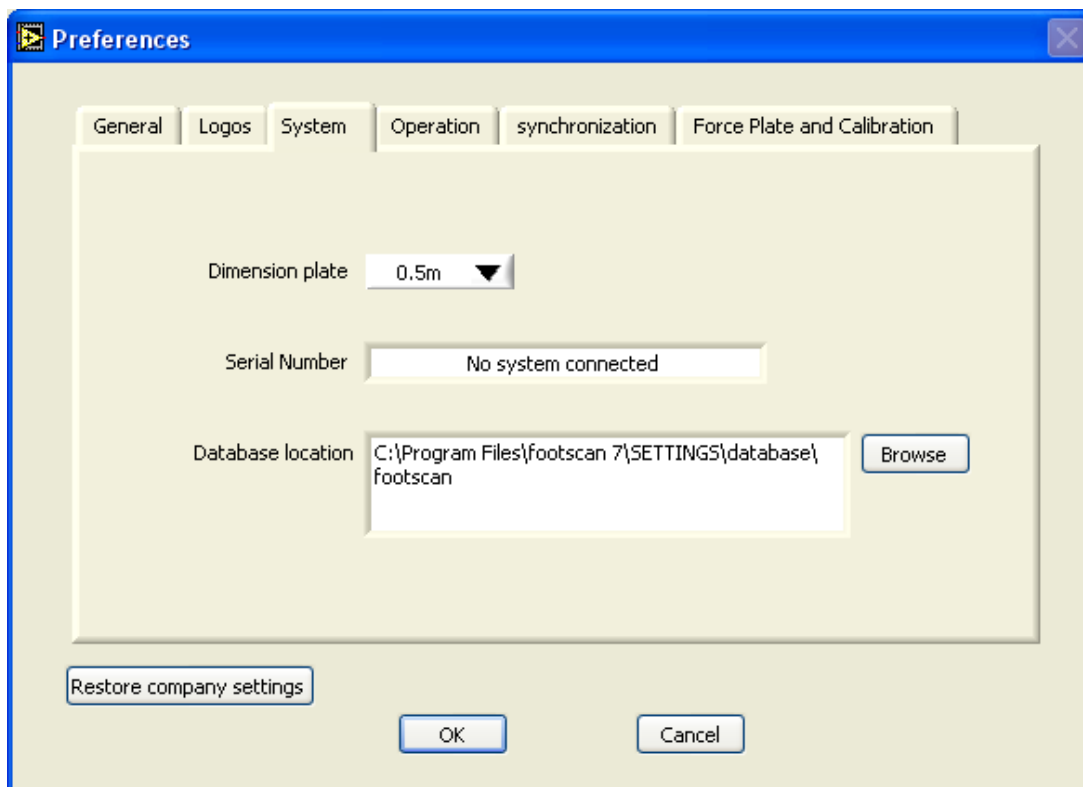 Preferences
General Logos System Operation synchronization Force Plate and Calibration
Dimension plate 0.5m
Serial Number No system connected
Database location C:\Program Files\footscan 7\SETTINGS\database\ Browse
footscan
Restore company settings
OK Cancel